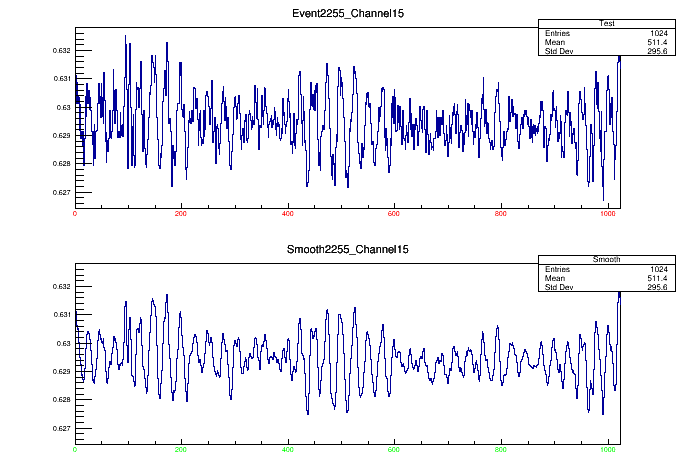 Event2255_Channel15
Test
Entries 1024
Mean 511.4
Std Dev 295.6
0.632
0.631
0.63
0.629
0.628
0.627
0 200 400 600 800 1000
Smooth2255_Channel15
Smooth
Entries 1024
Mean 511.4
Std Dev 295.6
0.632
0.631
0.63
0.629
0.628
0.627
0 200 400 600 800 1000